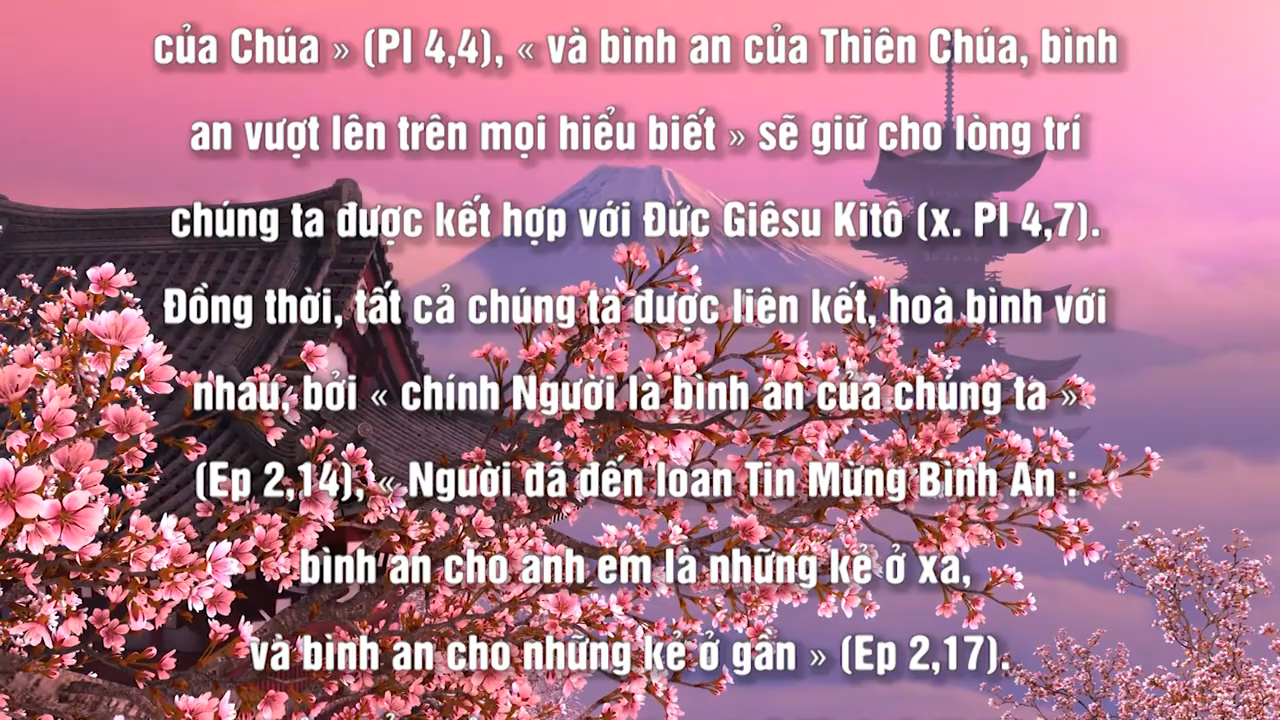 của Chúa » (Pl 4,4), « và bình an của Thiên Chúa, bình
an vượt lên trên mọi hiểu biết » sẽ giữ cho lòng trí
chúng ta được kết hợp với Đức Giêsu Kitô (x. Pl 4,7).
Đồng thời, tất cả chúng ta được liên kết, hoà bình với
nhau, bởi « chính Người là bình an của chúng ta »
(Ep 2,14), « Người đã đến loan Tin Mừng Bình An :
bình an cho anh em là những kẻ ở xa,
và bình an cho những kẻ ở gần » (Ep 2,17).